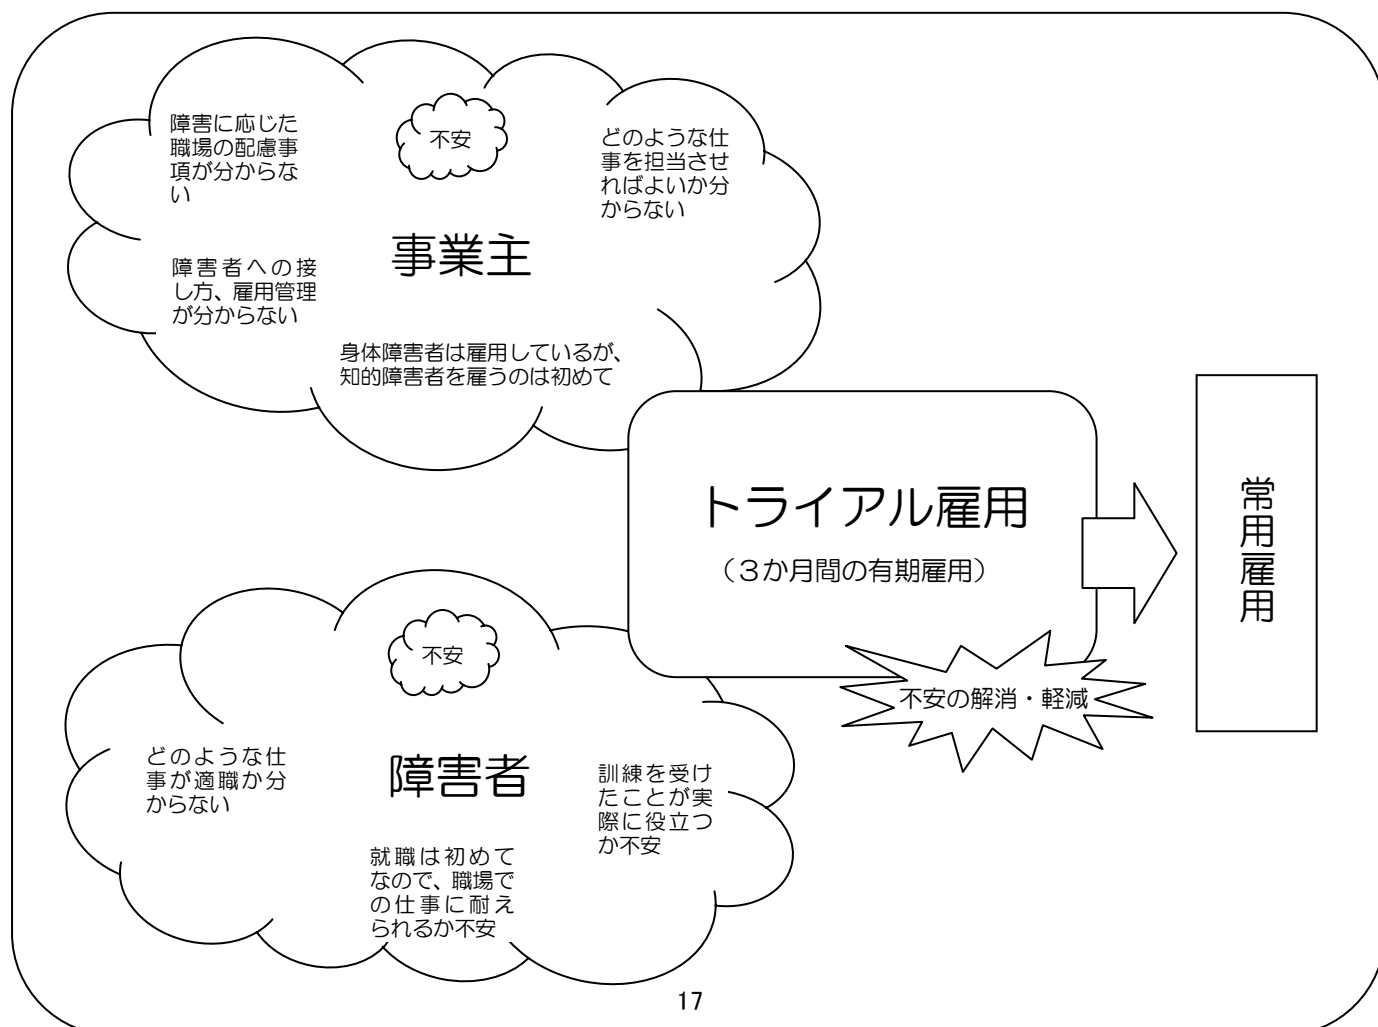 障害に応じた
職場の配慮事
項が分からな
い
不安
どのような仕
事を担当させ
ればよいか分
からない
事業主
障害者への接
し方、雇用管理
が分からない
身体障害者は雇用しているが、
知的障害者を雇うのは初めて
トライアル雇用
（３か月間の有期雇用）
常用雇用
不安の解消・軽減
不安
障害者
どのような仕
事が適職か分
からない
訓練を受け
たことが実
際に役立つ
か不安
就職は初めて
なので、職場で
の仕事に耐え
られるか不安
17